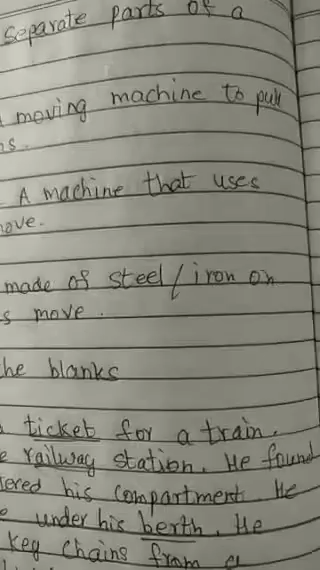 separate parts of a
moving machine to pull
s.
A machine that uses
ove.
made of steel/iron on
s move.
he blanks
ticket for a train.
e railway station. He found
ered his compartment. He
under his berth. He
key chains from a